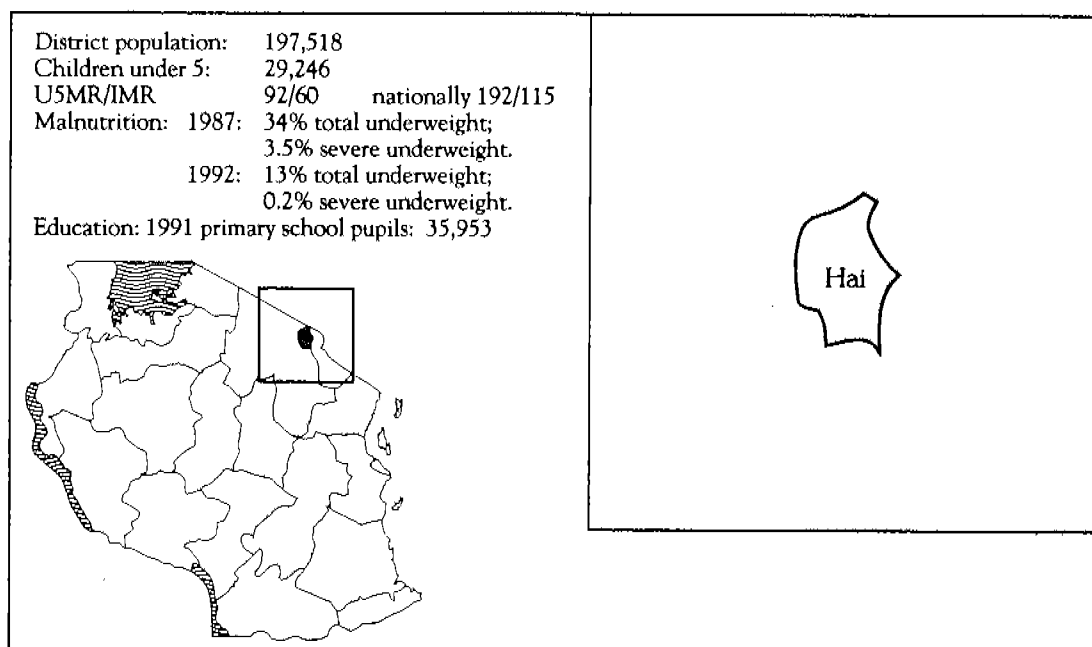 District population: 197,518
Children under 5: 29,246
U5MR/IMR 92/60 nationally 192/115
Malnutrition: 1987: 34% total underweight;
3.5% severe underweight.
1992: 13% total underweight;
0.2% severe underweight.
Education: 1991 primary school pupils: 35,953
Hai